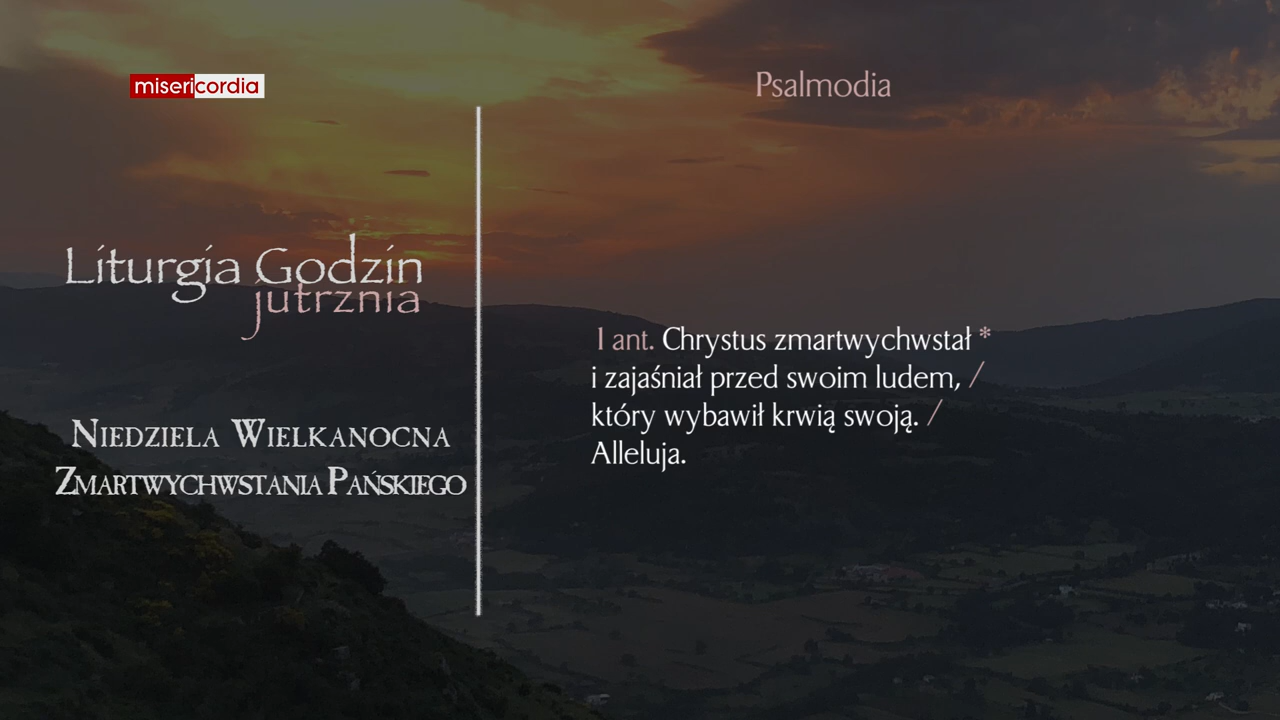 misericordia
Psalmodia
Liturgia Godzin
jutrznia
Niedziela Wielkanocna
Zmartwychwstania Pańskiego
1 ant. Chrystus zmartwychwstał *
i zajaśniał przed swoim ludem, /
który wybawił krwią swoją. /
Alleluja.